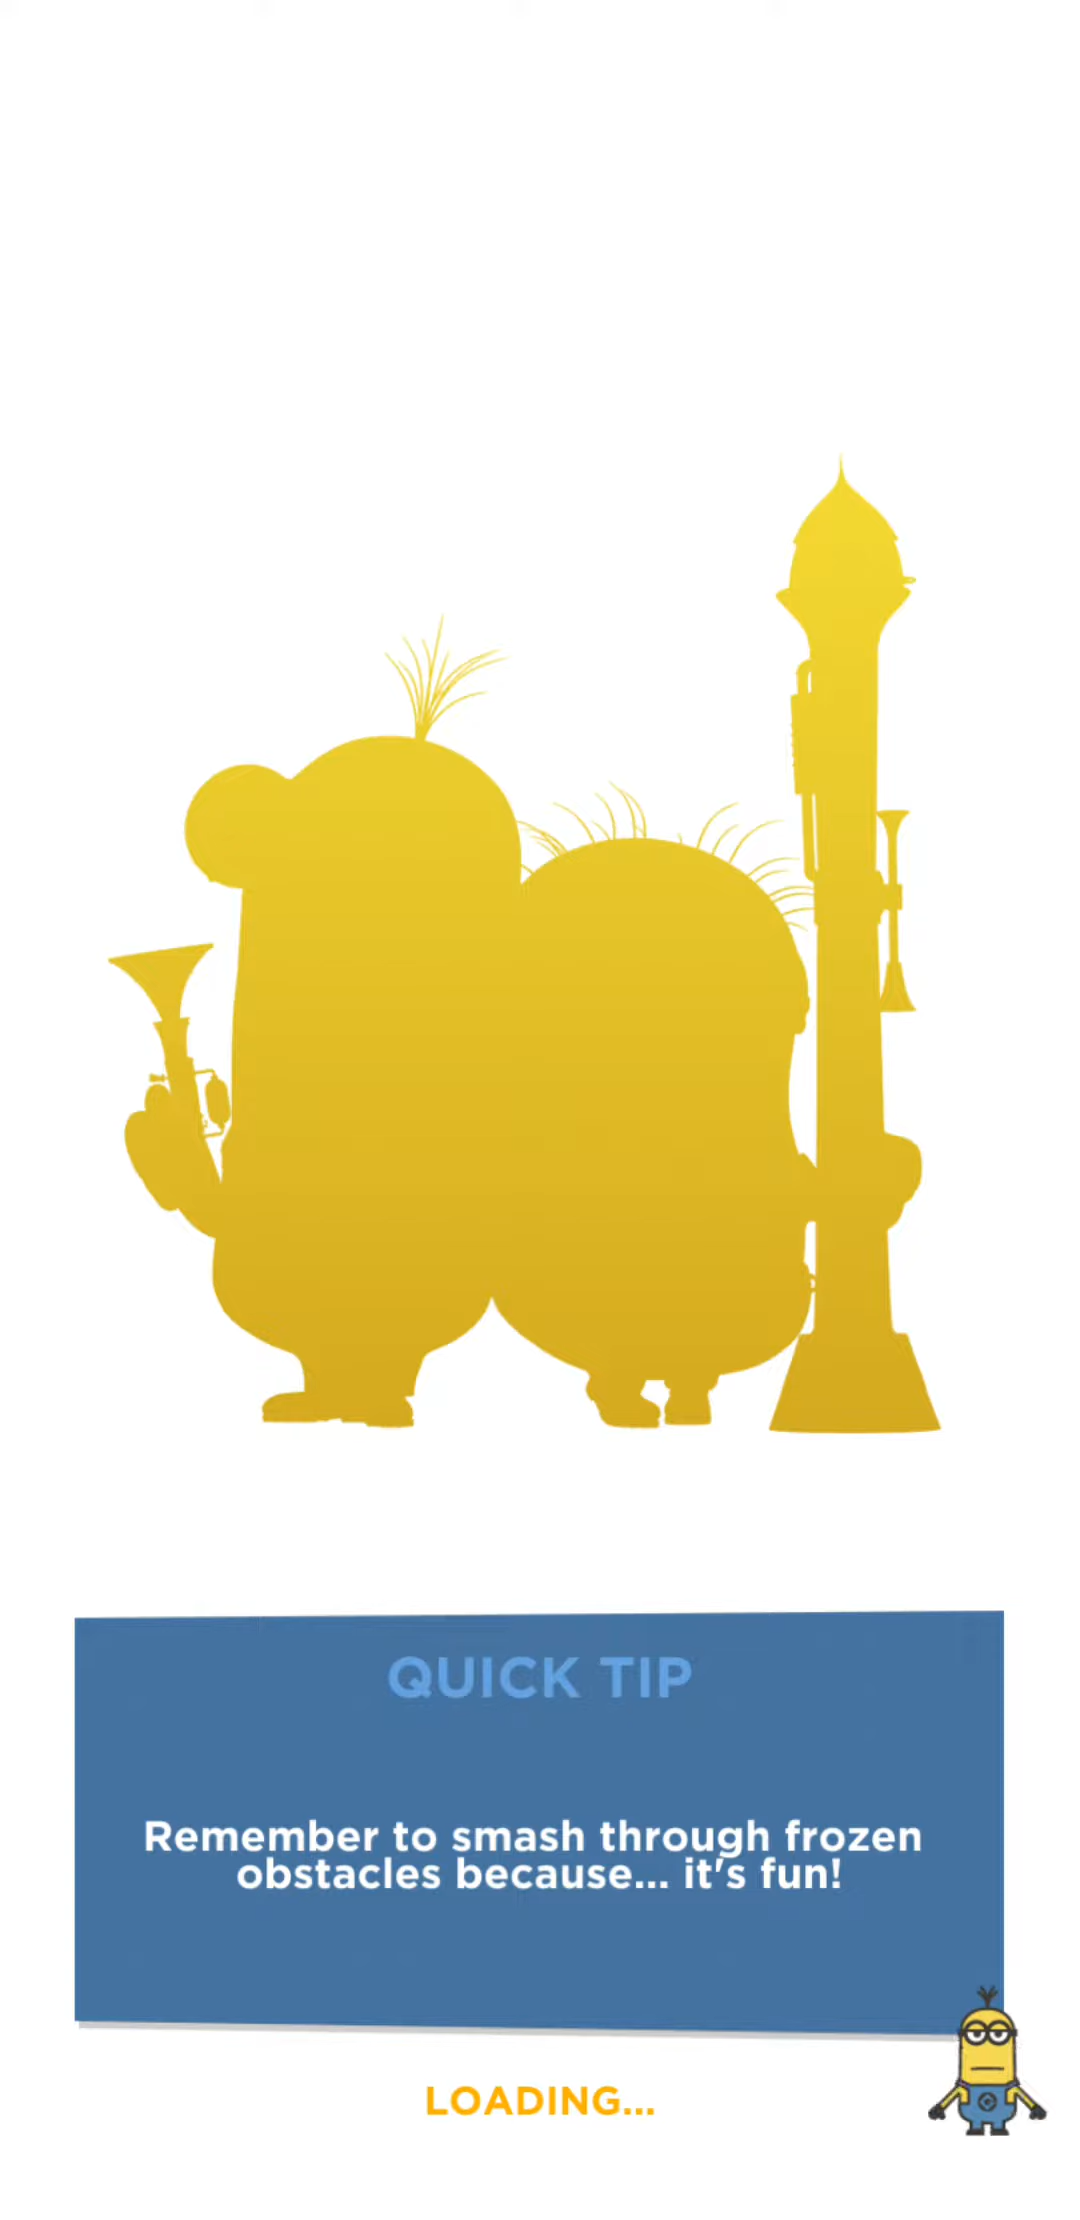 QUICK TIP
Remember to smash through frozen
obstacles because... it's fun!
LOADING...